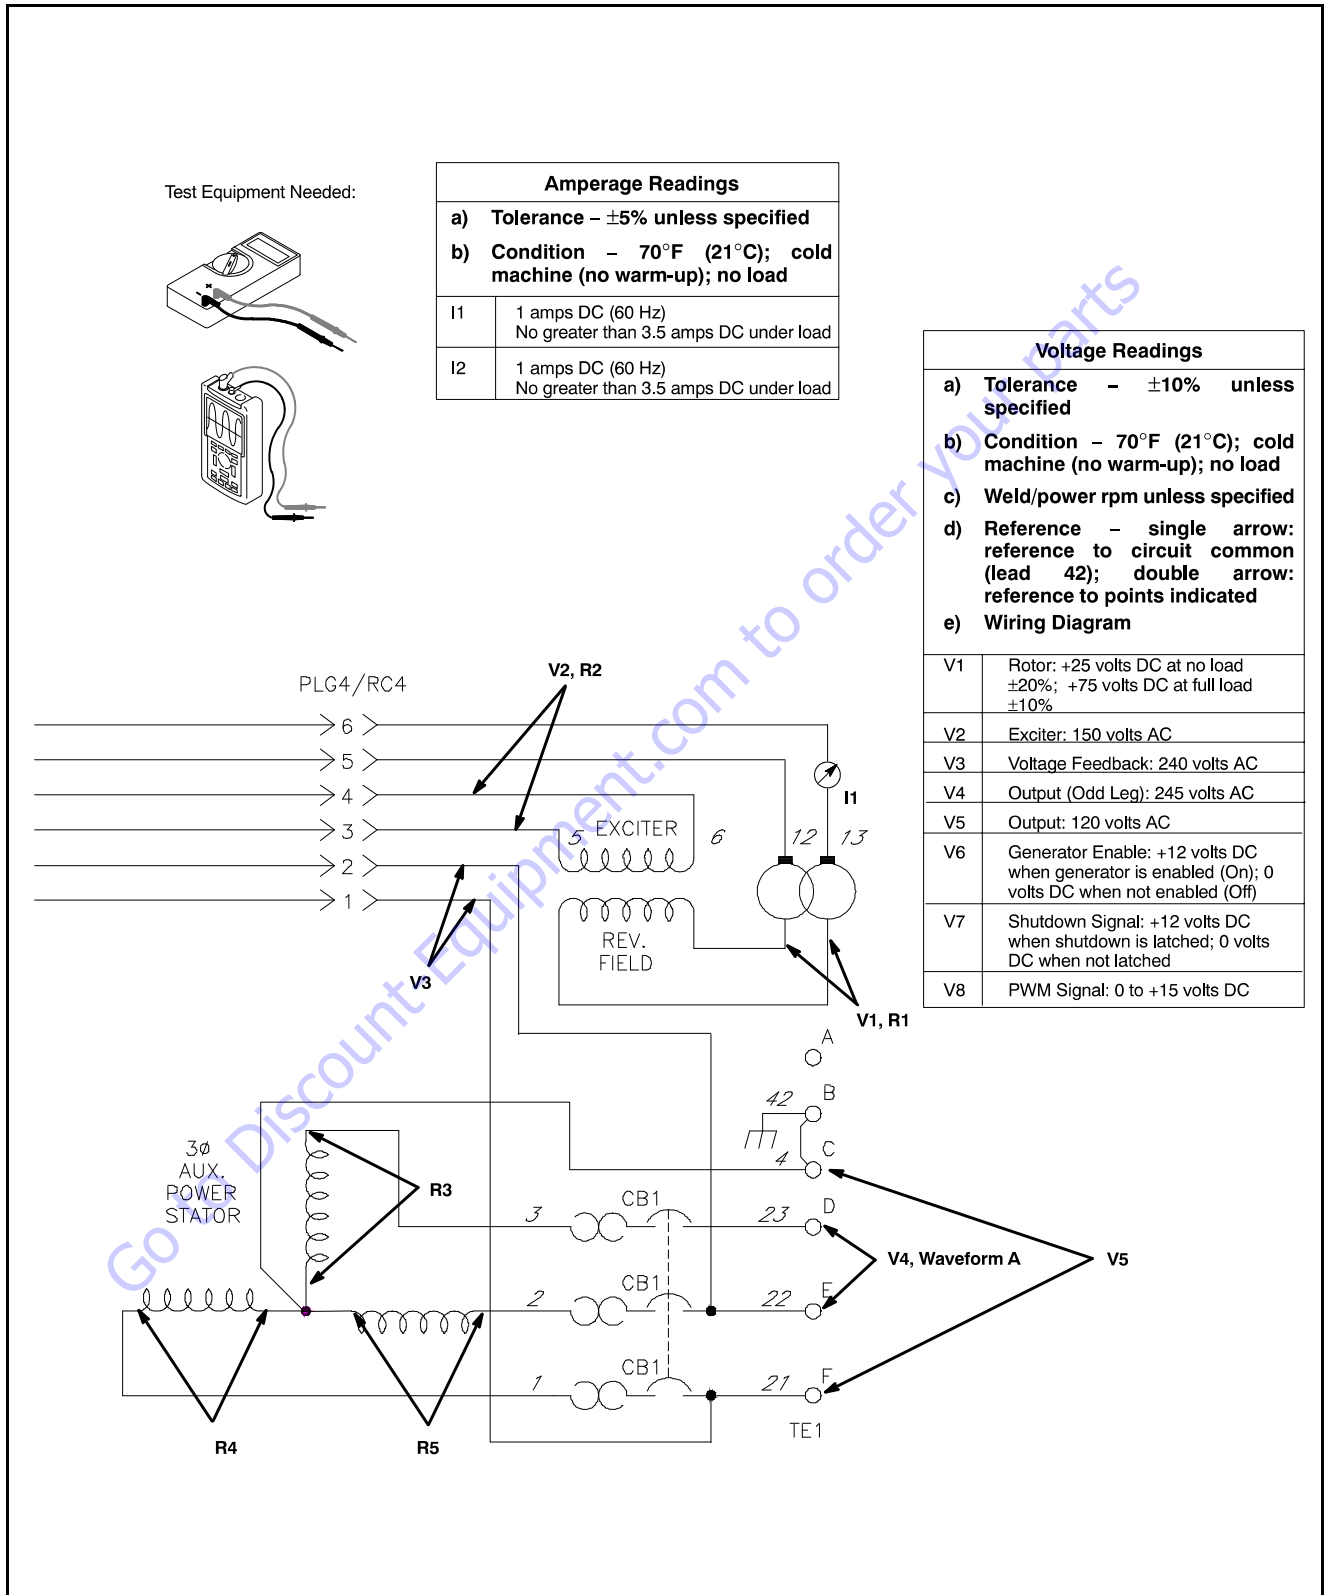 Test Equipment Needed:
Amperage Readings
a) Tolerance – ±5% unless specified
b) Condition – 70°F (21°C); cold
machine (no warm-up); no load
I1 1 amps DC (60 Hz)
No greater than 3.5 amps DC under load
I2 1 amps DC (60 Hz)
No greater than 3.5 amps DC under load
Voltage Readings
a) Tolerance – ±10% unless
specified
b) Condition – 70°F (21°C); cold
machine (no warm-up); no load
c) Weld/power rpm unless specified
d) Reference – single arrow:
reference to circuit common
(lead 42); double arrow:
reference to points indicated
e) Wiring Diagram
V1 Rotor: +25 volts DC at no load
±20%; +75 volts DC at full load
±10%
V2 Exciter: 150 volts AC
V3 Voltage Feedback: 240 volts AC
V4 Output (Odd Leg): 245 volts AC
V5 Output: 120 volts AC
V6 Generator Enable: +12 volts DC
when generator is enabled (On); 0
volts DC when not enabled (Off)
V7 Shutdown Signal: +12 volts DC
when shutdown is latched; 0 volts
DC when not latched
V8 PWM Signal: 0 to +15 volts DC
V2, R2
PLG4/RC4
6
5
4
3
2
1
I1
5 EXCITER 6 12 13
REV.
FIELD
V3
V1, R1
A
42 B
4 C
3ø
AUX.
POWER
STATOR
R3
3 CB1 23 D
V4, Waveform A
V5
2 CB1 22 E
1 CB1 21 F
TE1
R4
R5
Go to Discount-Equipment.com to order your parts